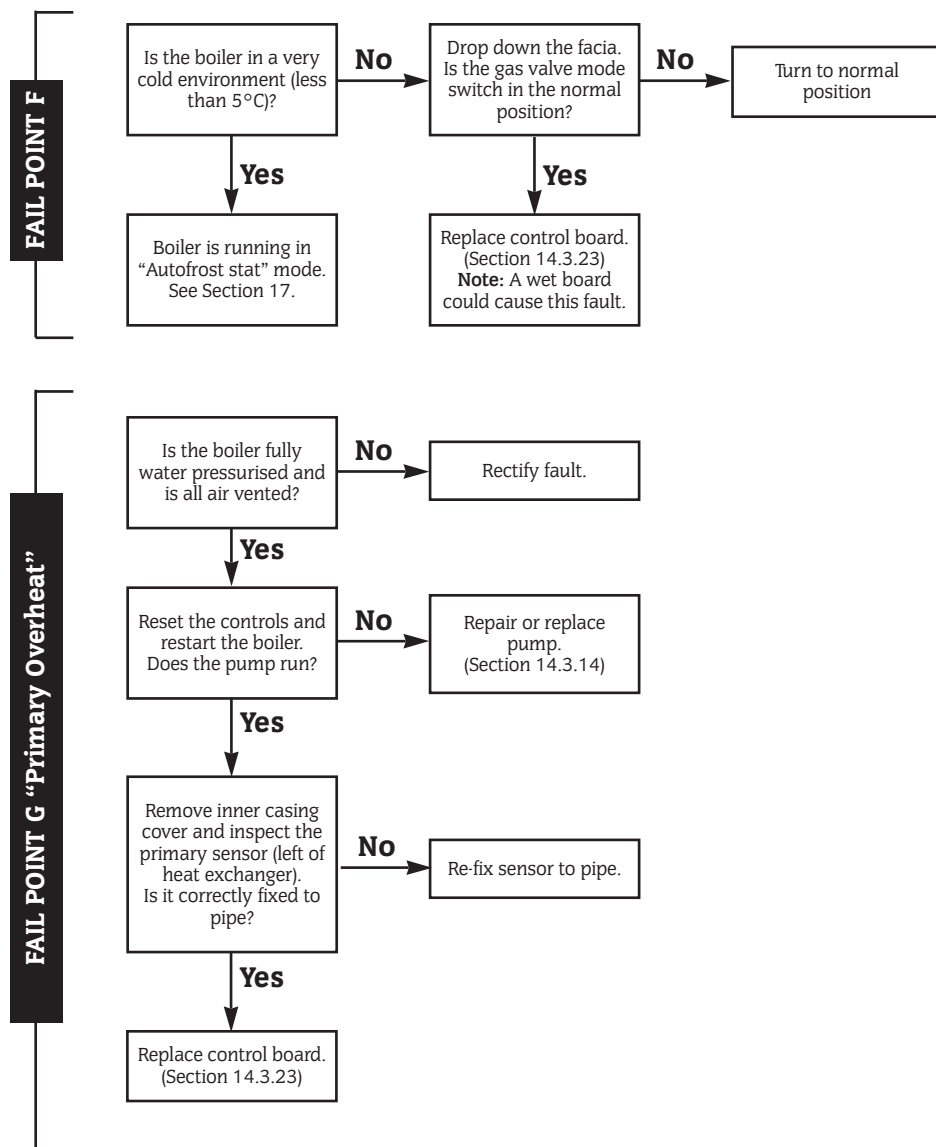 FAIL POINT F
Is the boiler in a very
cold environment (less
than 5°C)?
No
Drop down the facia.
Is the gas valve mode
switch in the normal
position?
No
Turn to normal
position
Yes
Yes
Boiler is running in
“Autofrost stat” mode.
See Section 17.
Replace control board.
(Section 14.3.23)
Note: A wet board
could cause this fault.
FAIL POINT G “Primary Overheat”
Is the boiler fully
water pressurised and
is all air vented?
No
Rectify fault.
Yes
Reset the controls and
restart the boiler.
Does the pump run?
No
Repair or replace
pump.
(Section 14.3.14)
Yes
Remove inner casing
cover and inspect the
primary sensor (left of
heat exchanger).
Is it correctly fixed to
pipe?
No
Re-fix sensor to pipe.
Yes
Replace control board.
(Section 14.3.23)